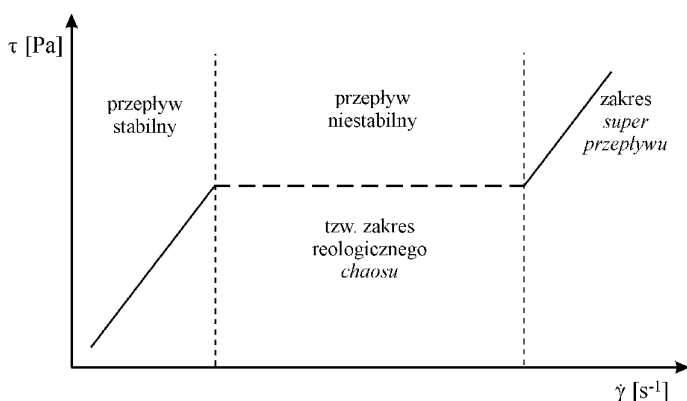 τ [Pa]
przepływ
stabilny
przepływ
niestabilny
zakres
super
przepływu
tzw. zakres
reologicznego
chaosu
γ̇ [s⁻¹]